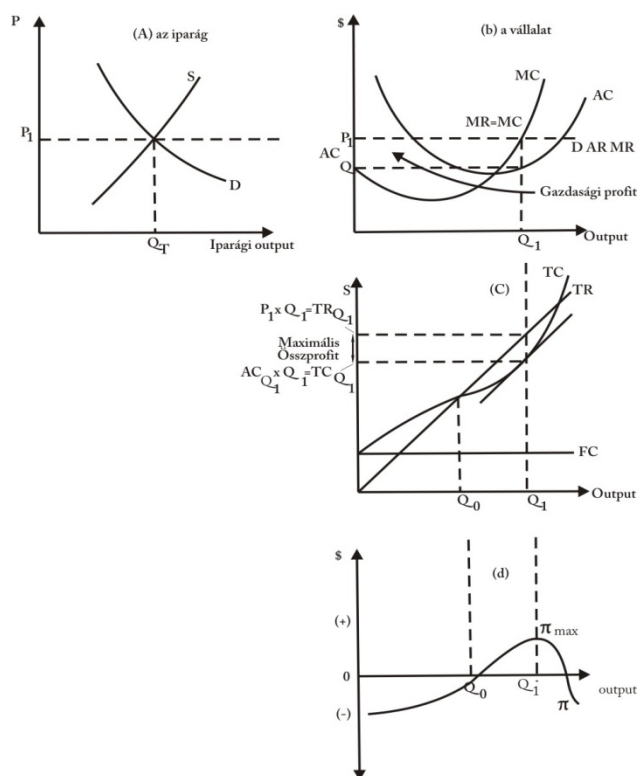 P
(A) az iparág
S
P1
D
QT
Iparági output
$
(b) a vállalat
MC
AC
MR=MC
P1
D AR MR
AC
Q
Gazdasági profit
Q1
Output
S
(C)
TC
TR
P1 x Q1=TRQ1
Maximális
Összprofit
ACQ1 x Q1=TCQ1
FC
Q0
Q1
Output
$
(d)
(+)
π max
0
Q0
Q1
output
(-)
π